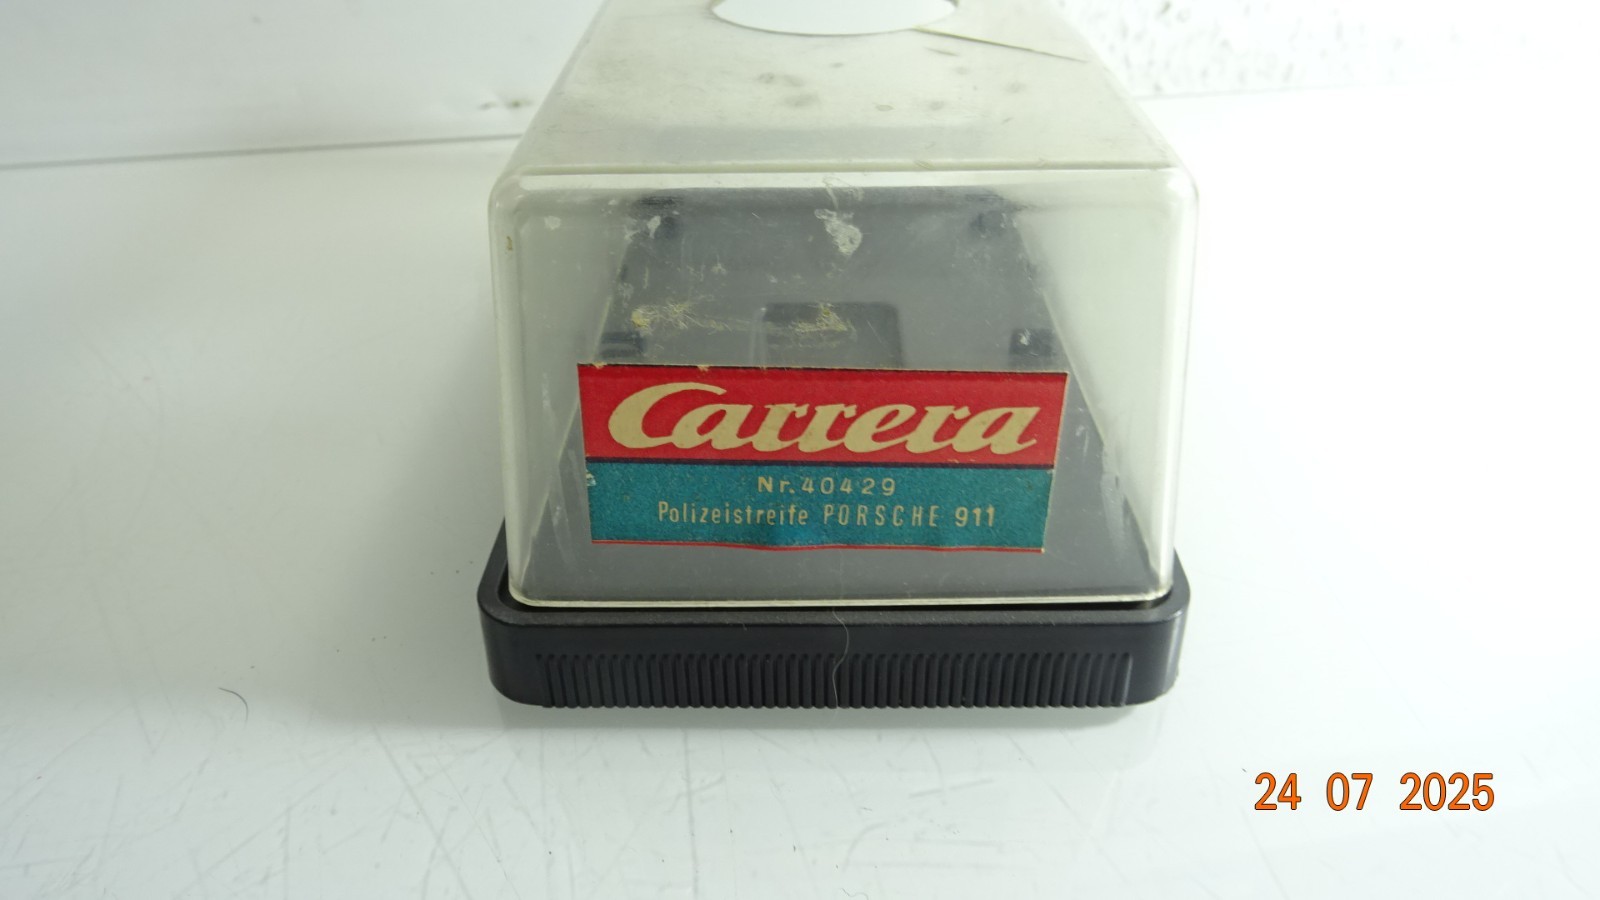 Carrera
Nr. 40429
Polizeistreife PORSCHE 911
24 07 2025